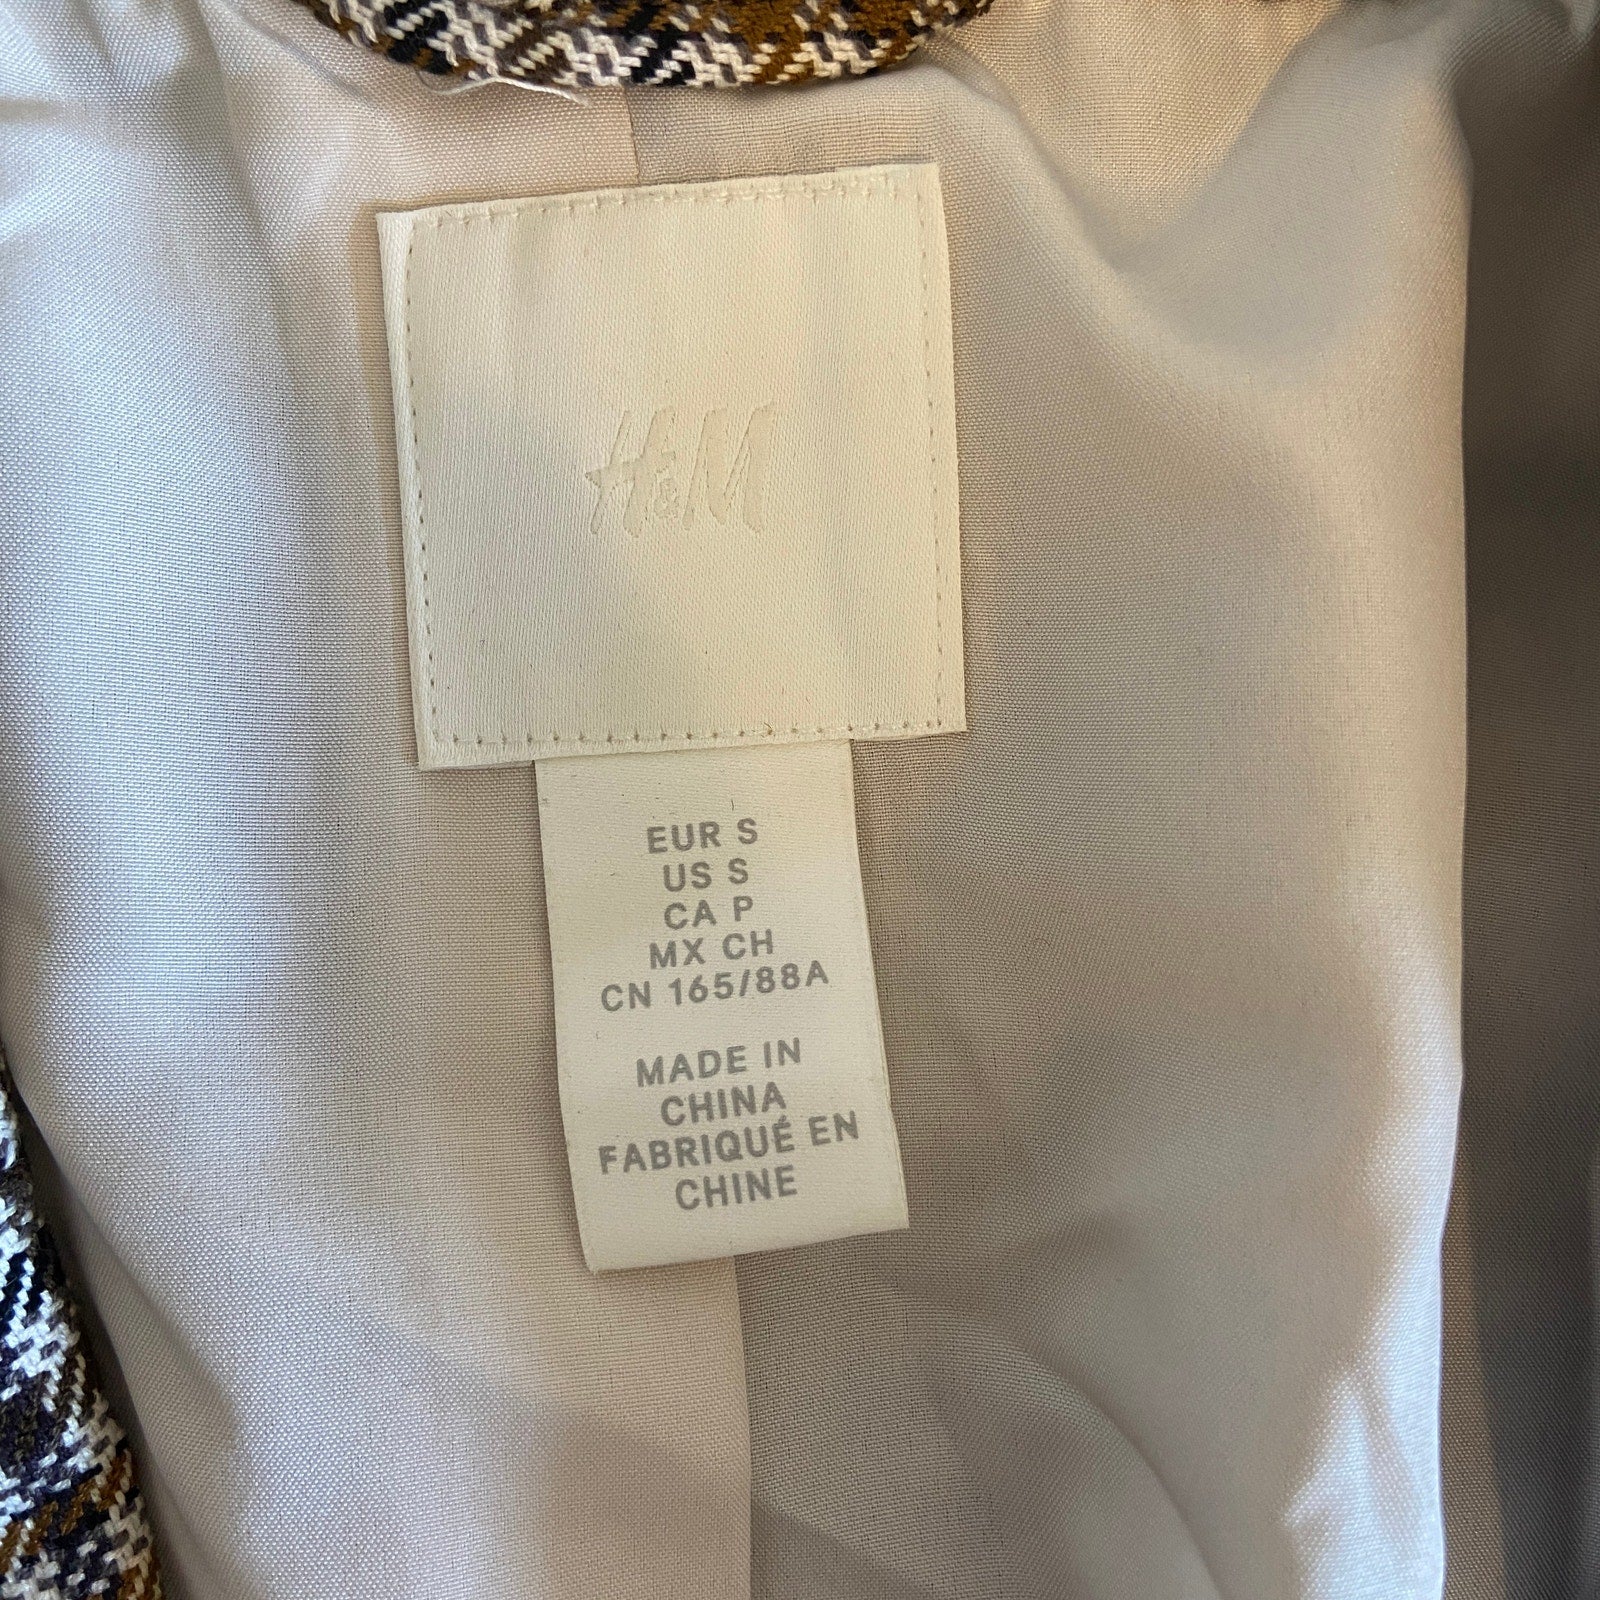 H&M
EUR S
US S
CA P
MX CH
CN 165/88A
MADE IN
CHINA
FABRIQUÉ EN
CHINE